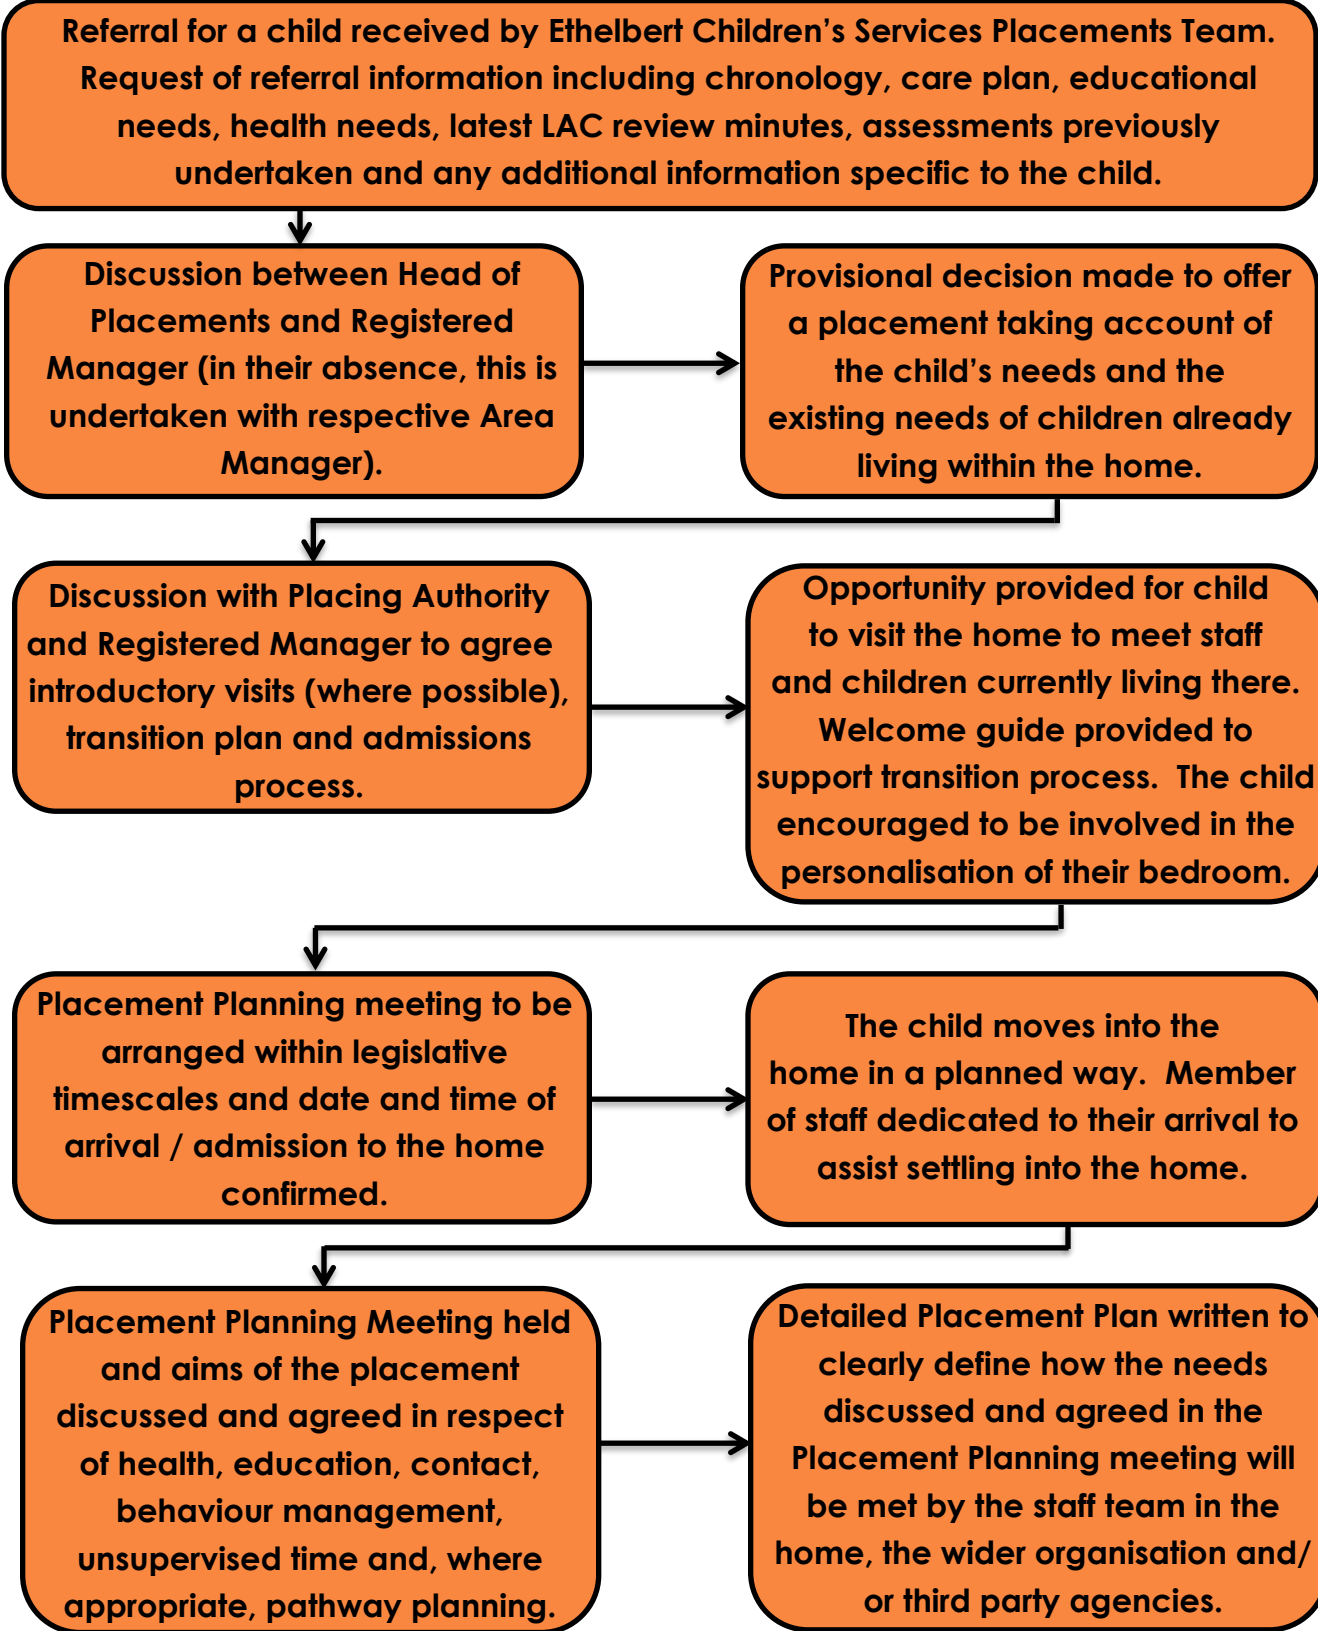 Referral for a child received by Ethelbert Children’s Services Placements Team.
Request of referral information including chronology, care plan, educational
needs, health needs, latest LAC review minutes, assessments previously
undertaken and any additional information specific to the child.
Discussion between Head of
Placements and Registered
Manager (in their absence, this is
undertaken with respective Area
Manager).
Provisional decision made to offer
a placement taking account of
the child’s needs and the
existing needs of children already
living within the home.
Discussion with Placing Authority
and Registered Manager to agree
introductory visits (where possible),
transition plan and admissions
process.
Opportunity provided for child
to visit the home to meet staff
and children currently living there.
Welcome guide provided to
support transition process.  The child
encouraged to be involved in the
personalisation of their bedroom.
Placement Planning meeting to be
arranged within legislative
timescales and date and time of
arrival / admission to the home
confirmed.
The child moves into the
home in a planned way.  Member
of staff dedicated to their arrival to
assist settling into the home.
Placement Planning Meeting held
and aims of the placement
discussed and agreed in respect
of health, education, contact,
behaviour management,
unsupervised time and, where
appropriate, pathway planning.
Detailed Placement Plan written to
clearly define how the needs
discussed and agreed in the
Placement Planning meeting will
be met by the staff team in the
home, the wider organisation and/
or third party agencies.